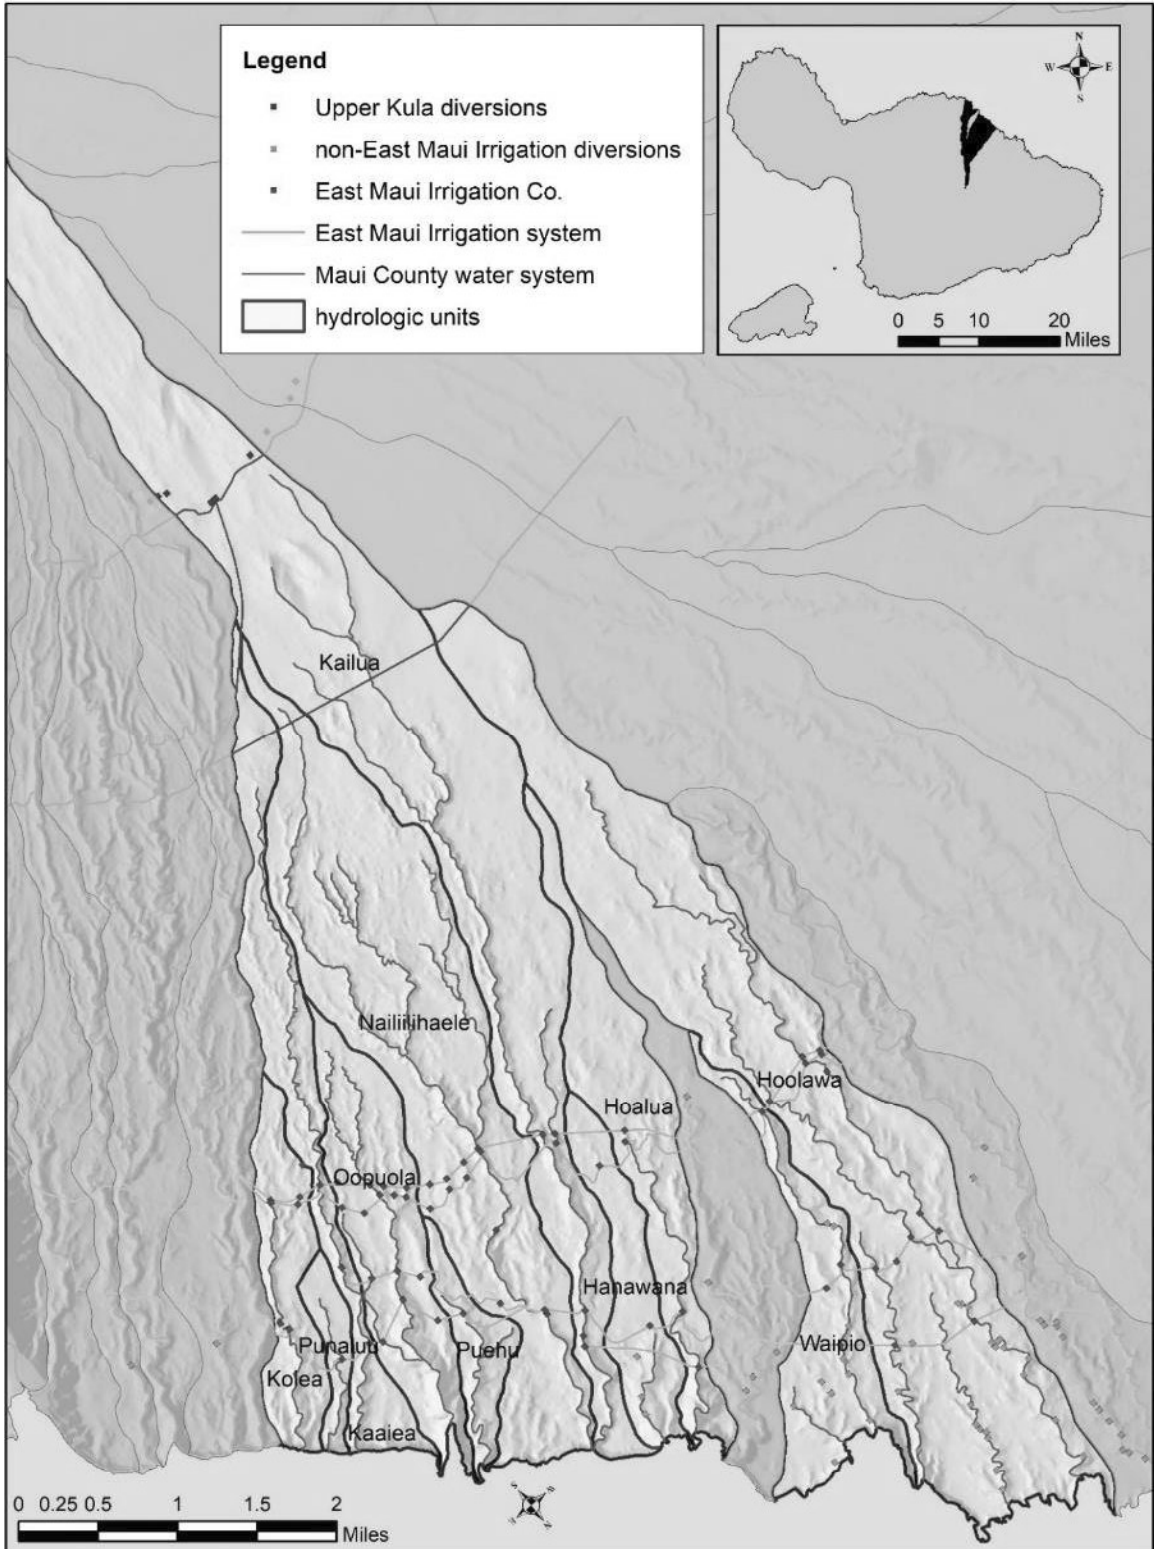 Legend
Upper Kula diversions
non-East Maui Irrigation diversions
East Maui Irrigation Co.
East Maui Irrigation system
Maui County water system
hydrologic units
N
W E
S
0 5 10 20
Miles
Kailua
Nailiilihaele
Hoolawa
Hoalua
Oopuola
Hanawana
Punaluu
Puehu
Waipio
Kolea
Kaaiea
0 0.25 0.5 1 1.5 2
Miles